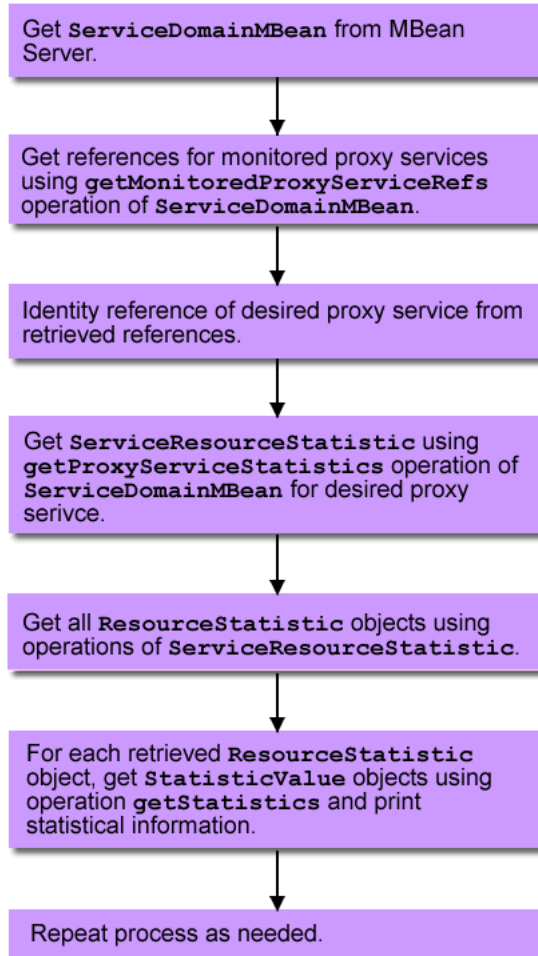 Get ServiceDomainMBean from MBean
Server.
Get references for monitored proxy services
using getMonitoredProxyServiceRefs
operation of ServiceDomainMBean.
Identity reference of desired proxy service from
retrieved references.
Get ServiceResourceStatistic using
getProxyServiceStatistics operation of
ServiceDomainMBean for desired proxy
serivce.
Get all ResourceStatistic objects using
operations of ServiceResourceStatistic.
For each retrieved ResourceStatistic
object, get StatisticValue objects using
operation getStatistics and print
statistical information.
Repeat process as needed.